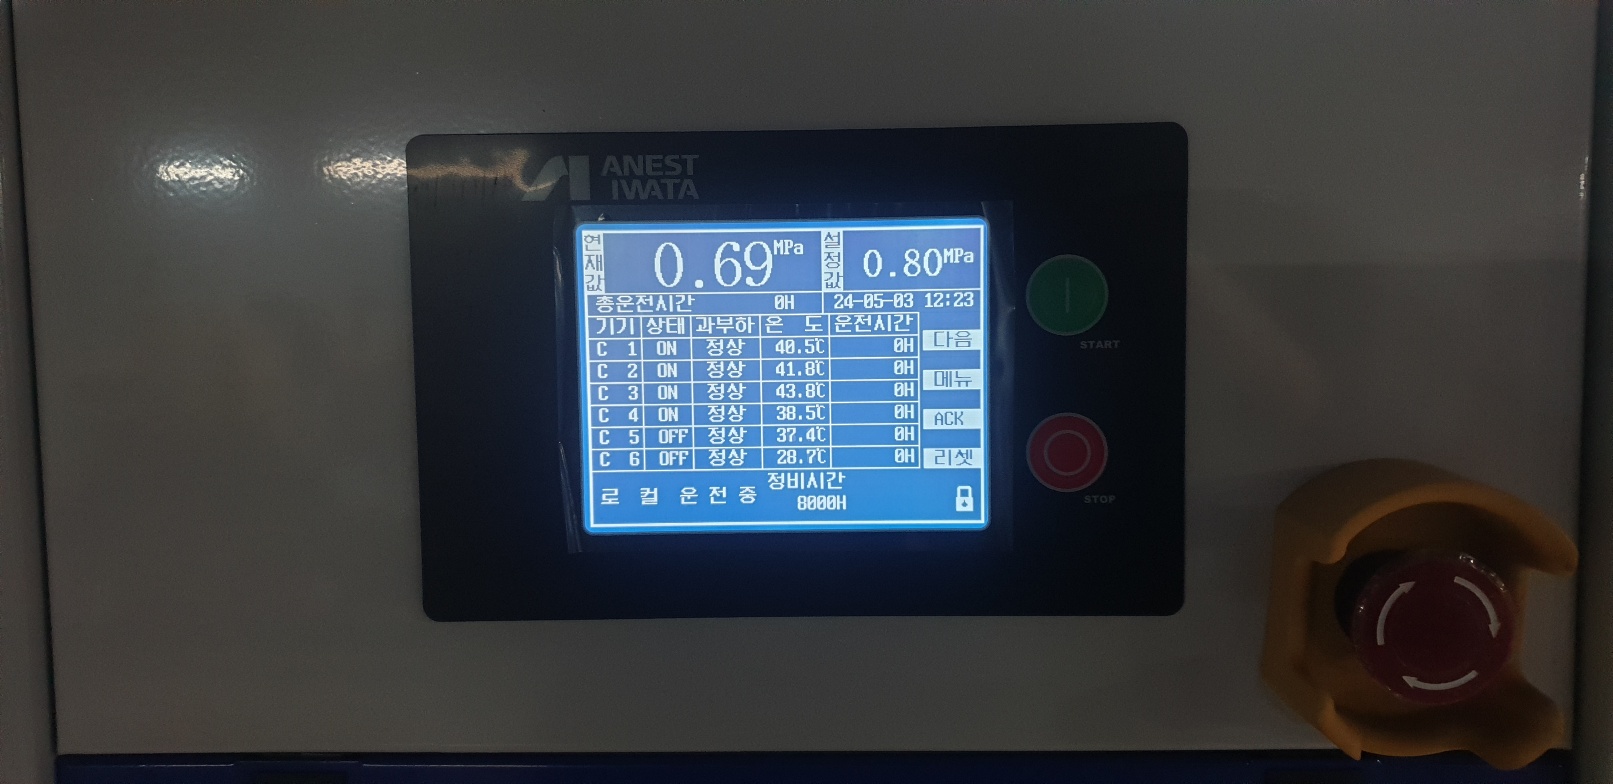 ANEST
IWATA
현재값 0.69 MPa 설정값 0.80 MPa
총운전시간 0H 24-05-03 12:23
기기 상태 과부하 온 도 운전시간
C 1 ON 정상 40.5℃ 0H
C 2 ON 정상 41.8℃ 0H
C 3 ON 정상 43.8℃ 0H
C 4 ON 정상 38.5℃ 0H
C 5 OFF 정상 37.4℃ 0H
C 6 OFF 정상 28.7℃ 0H
다음
메뉴
ACK
리셋
로 컬 운 전 중 정비시간
8000H
START
STOP